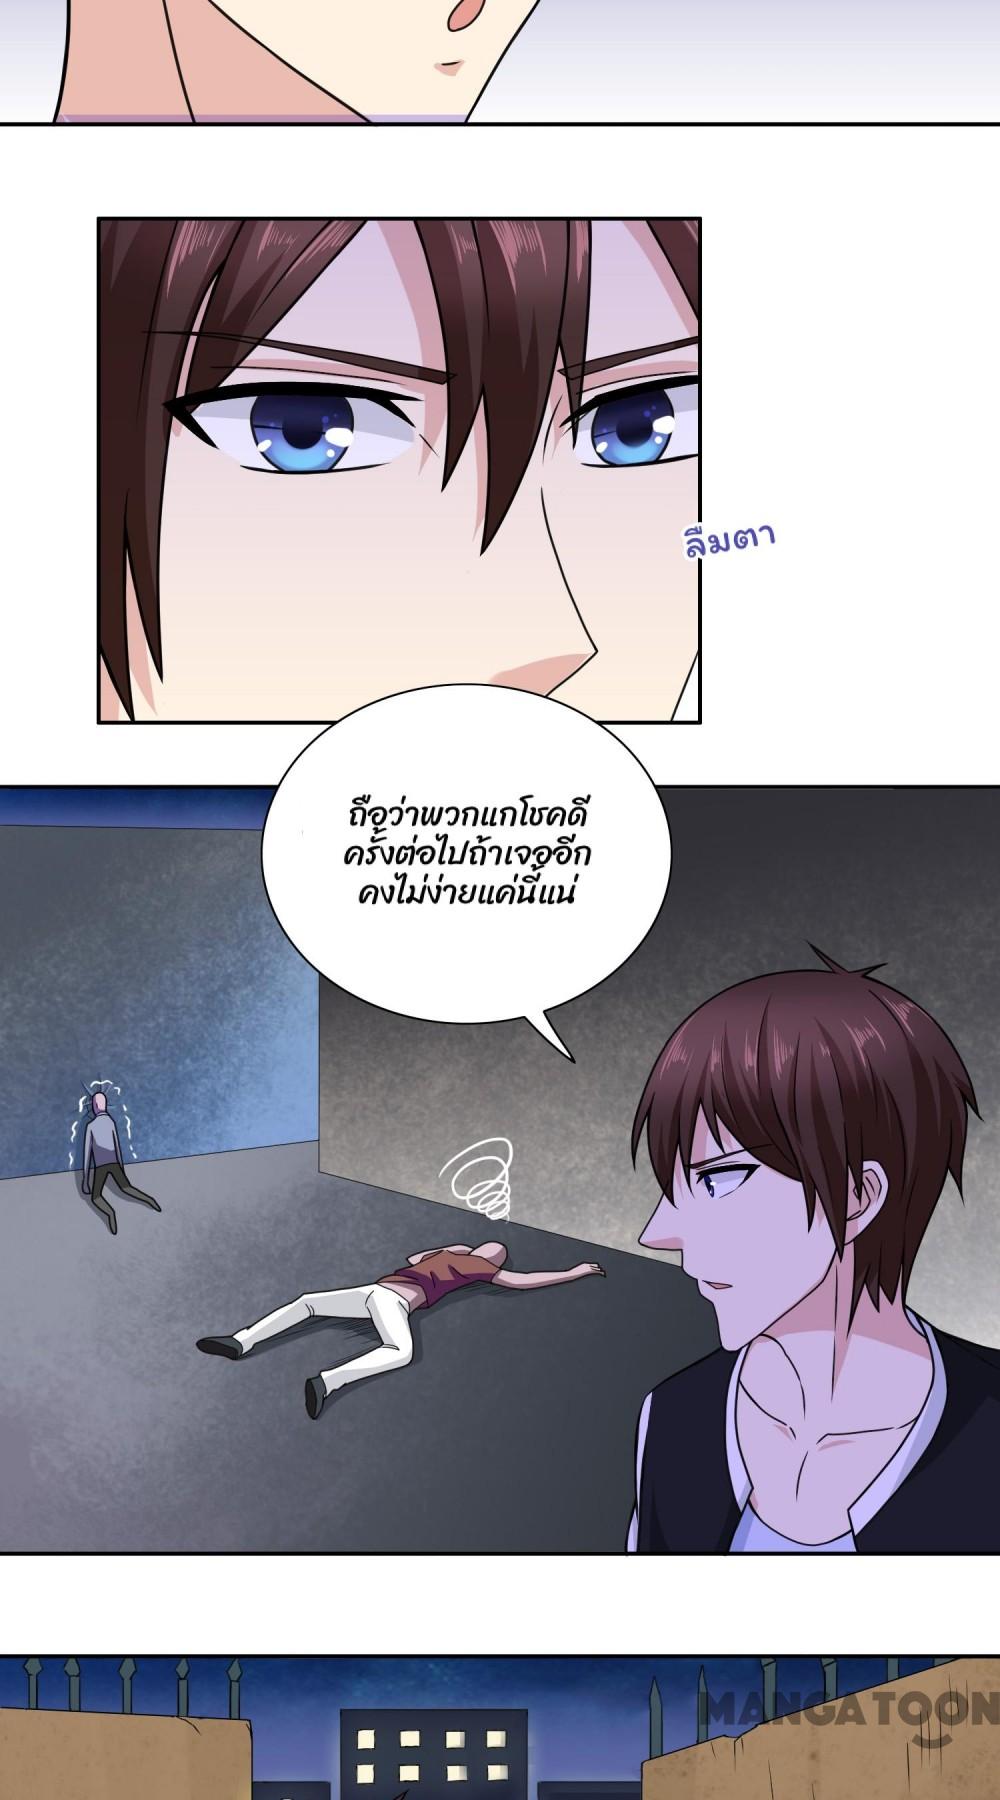 ลืมตา
ถือว่าพวกแกโชคดี
ครั้งต่อไปถ้าเจออีก
คงไม่ง่ายแค่นี้แน่
MANGATOON